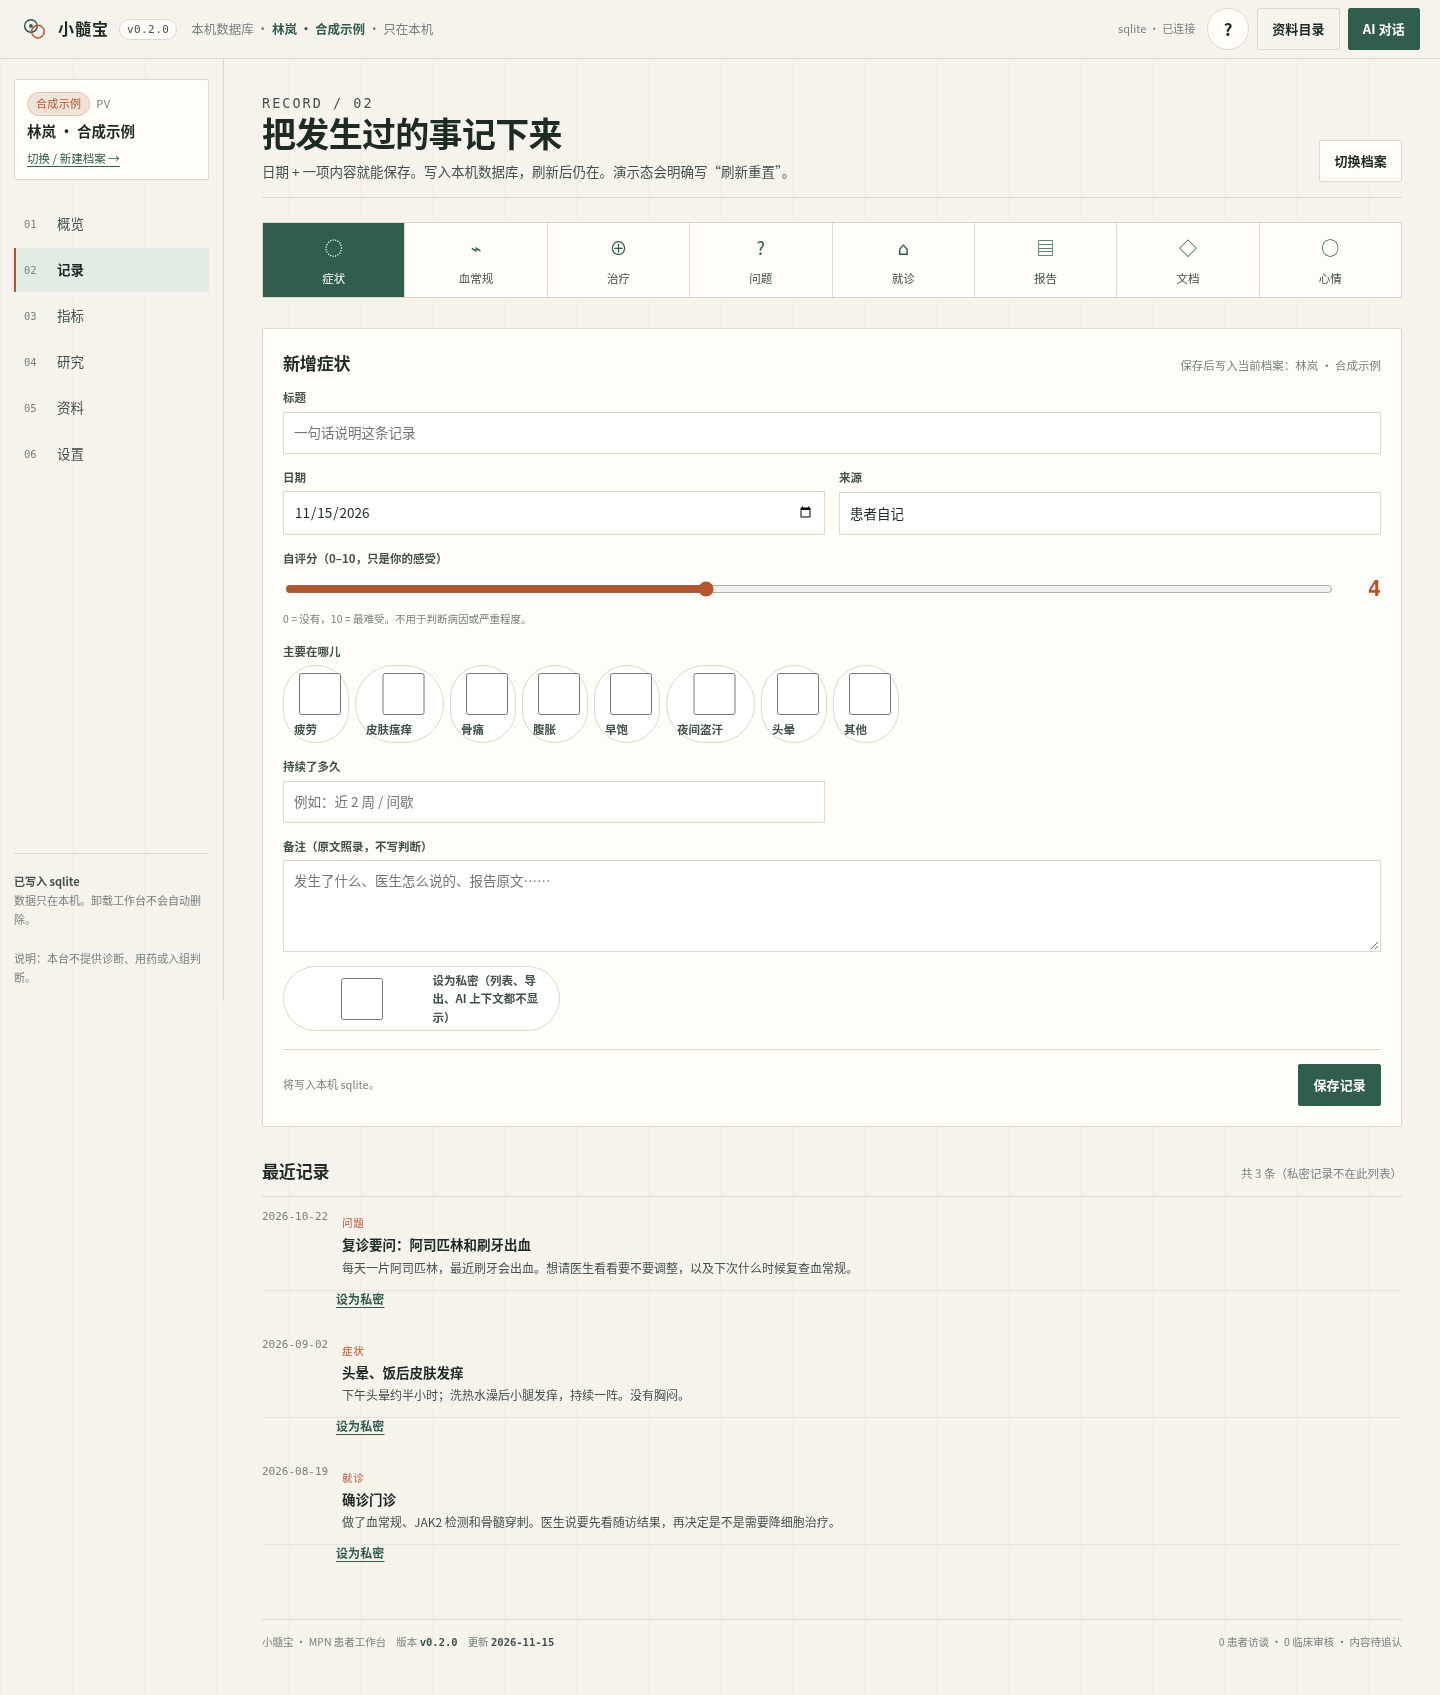 小髓宝 v0.2.0 本机数据库 · 林岚 · 合成示例 · 只在本机 sqlite · 已连接 ? 资料目录 AI 对话
合成示例 PV
林岚 · 合成示例
切换 / 新建档案 →
01 概览
02 记录
03 指标
04 研究
05 资料
06 设置
已写入 sqlite
数据只在本机。卸载工作台不会自动删
除。
说明：本台不提供诊断、用药或入组判
断。
RECORD / 02
把发生过的事记下来
日期 + 一项内容就能保存。写入本机数据库，刷新后仍在。演示态会明确写“刷新重置”。
切换档案
症状
血常规
治疗
? 问题
就诊
报告
文档
心情
新增症状
保存后写入当前档案：林岚 · 合成示例
标题
一句话说明这条记录
日期
11/15/2026
来源
患者自记
自评分（0–10，只是你的感受）
4
0 = 没有，10 = 最难受。不用于判断病因或严重程度。
主要在哪儿
疲劳
皮肤瘙痒
骨痛
腹胀
早饱
夜间盗汗
头晕
其他
持续了多久
例如：近 2 周 / 间歇
备注（原文照录，不写判断）
发生了什么、医生怎么说的、报告原文……
设为私密（列表、导
出、AI 上下文都不显
示）
将写入本机 sqlite。
保存记录
最近记录
共 3 条（私密记录不在此列表）
2026-10-22
问题
复诊要问：阿司匹林和刷牙出血
每天一片阿司匹林，最近刷牙会出血。想请医生看看要不要调整，以及下次什么时候复查血常规。
设为私密
2026-09-02
症状
头晕、饭后皮肤发痒
下午头晕约半小时；洗热水澡后小腿发痒，持续一阵。没有胸闷。
设为私密
2026-08-19
就诊
确诊门诊
做了血常规、JAK2 检测和骨髓穿刺。医生说要先看随访结果，再决定是不是需要降细胞治疗。
设为私密
小髓宝 · MPN 患者工作台 版本 v0.2.0 更新 2026-11-15
0 患者访谈 · 0 临床审核 · 内容待追认